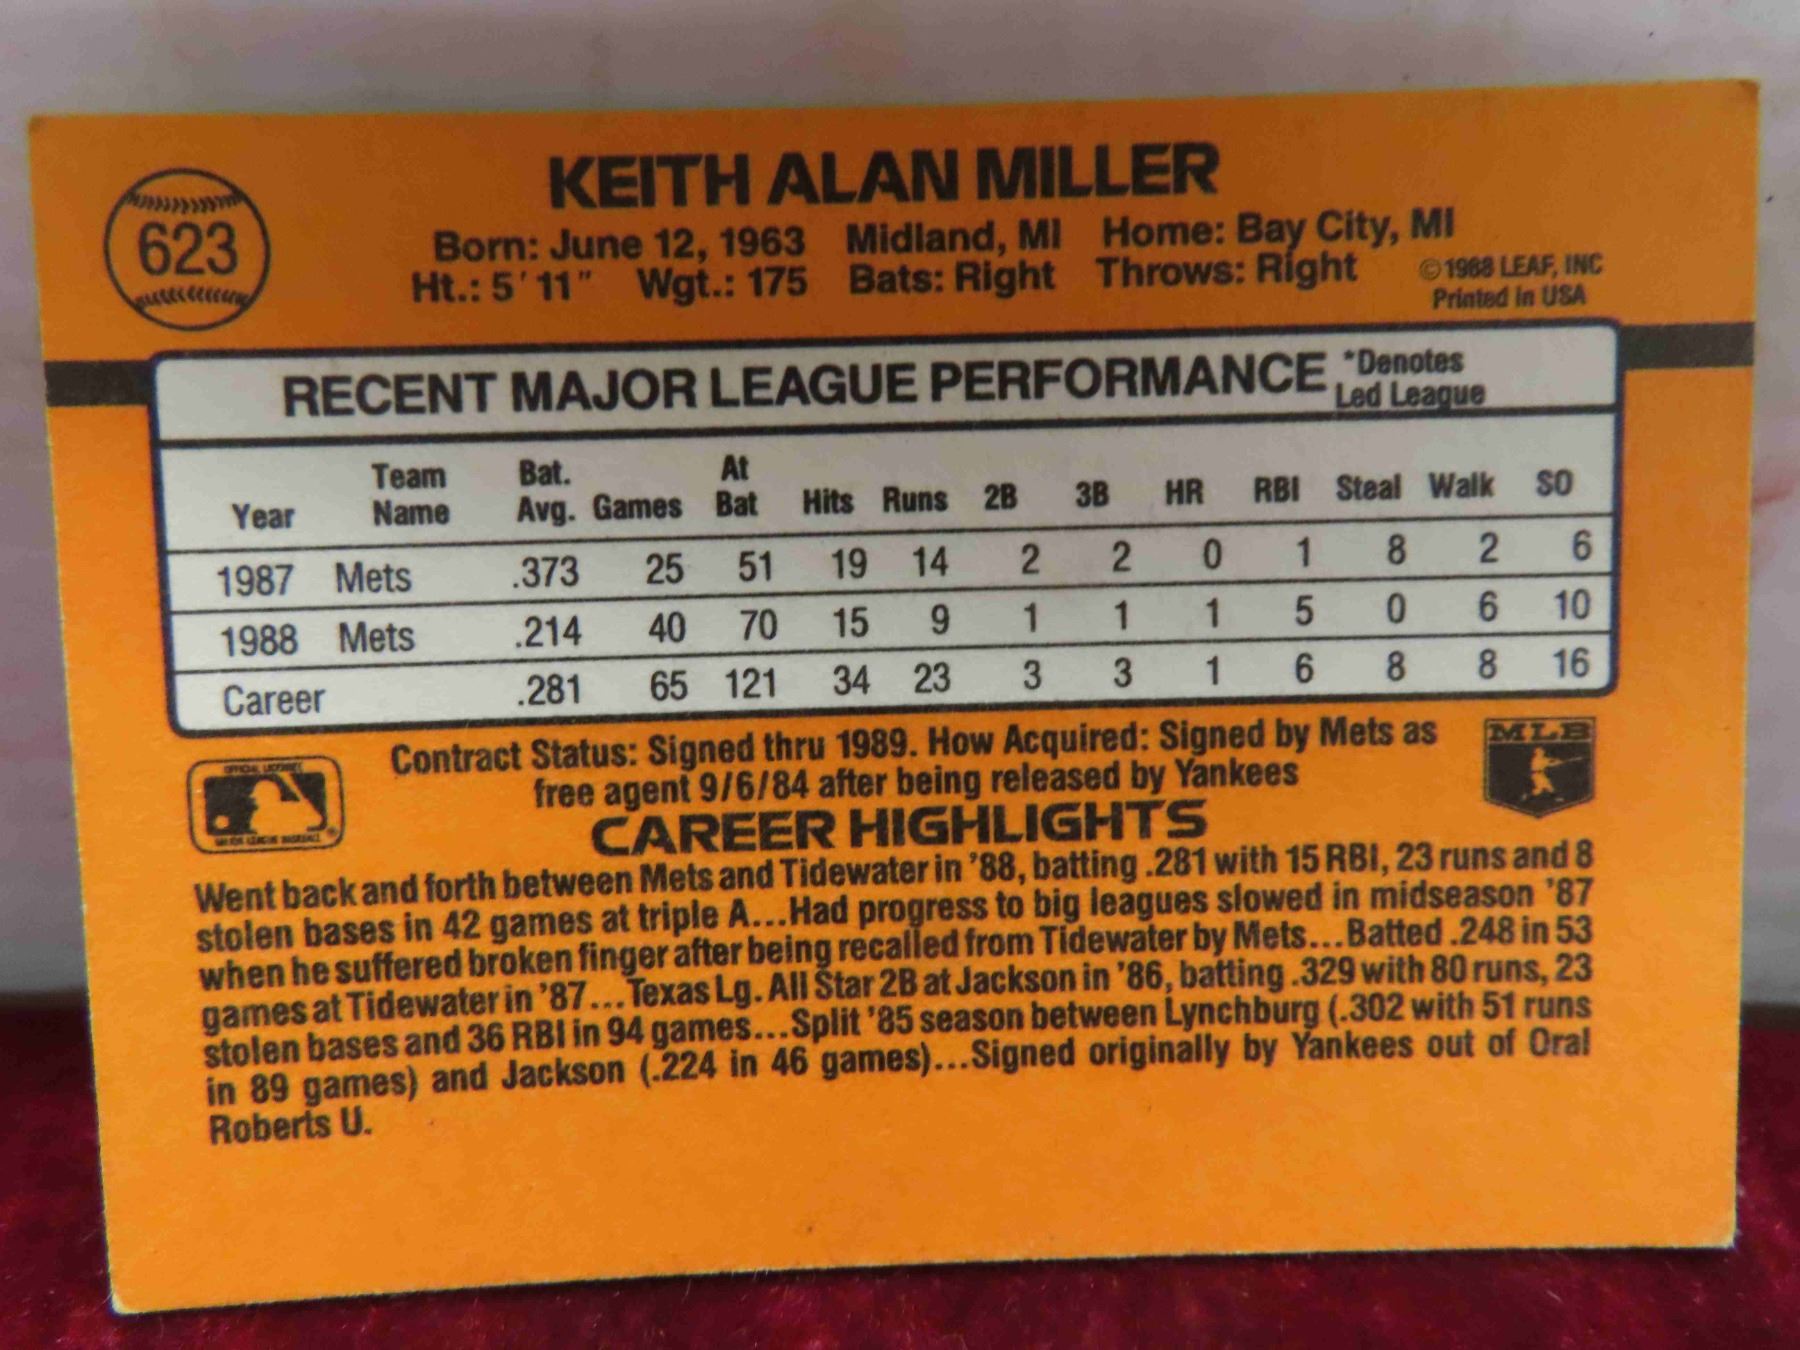 623
KEITH ALAN MILLER
Born: June 12, 1963 Midland, MI Home: Bay City, MI
Ht.: 5' 11" Wgt.: 175 Bats: Right Throws: Right
©1988 LEAF, INC
Printed in USA
RECENT MAJOR LEAGUE PERFORMANCE *Denotes Led League
Year Team Name Bat. Avg. Games At Bat Hits Runs 2B 3B HR RBI Steal Walk SO
1987 Mets .373 25 51 19 14 2 2 0 1 8 2 6
1988 Mets .214 40 70 15 9 1 1 1 5 0 6 10
Career .281 65 121 34 23 3 3 1 6 8 8 16
Contract Status: Signed thru 1989. How Acquired: Signed by Mets as
free agent 9/6/84 after being released by Yankees
MLB
CAREER HIGHLIGHTS
Went back and forth between Mets and Tidewater in '88, batting .281 with 15 RBI, 23 runs and 8
stolen bases in 42 games at triple A...Had progress to big leagues slowed in midseason '87
when he suffered broken finger after being recalled from Tidewater by Mets...Batted .248 in 53
games at Tidewater in '87...Texas Lg. All Star 2B at Jackson in '86, batting .329 with 80 runs, 23
stolen bases and 36 RBI in 94 games...Split '85 season between Lynchburg (.302 with 51 runs
in 89 games) and Jackson (.224 in 46 games)...Signed originally by Yankees out of Oral
Roberts U.